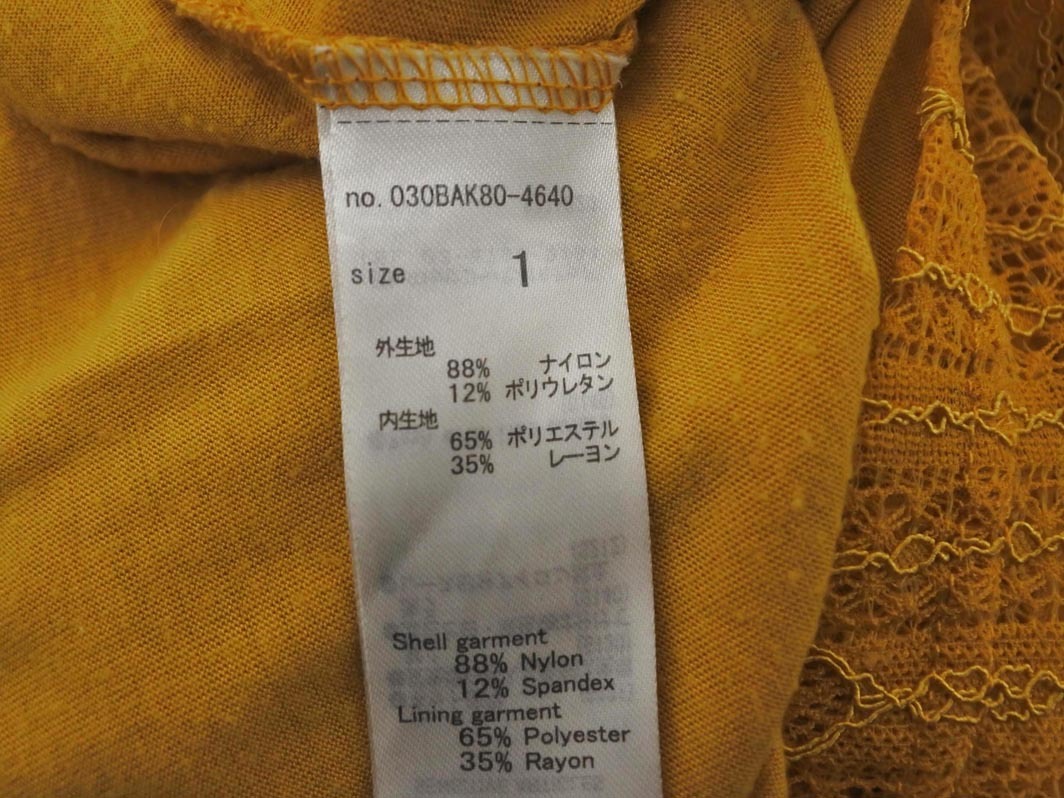 no. 030BAK80-4640
size 1
外生地
88% ナイロン
12% ポリウレタン
内生地
65% ポリエステル
35% レーヨン
Shell garment
88% Nylon
12% Spandex
Lining garment
65% Polyester
35% Rayon